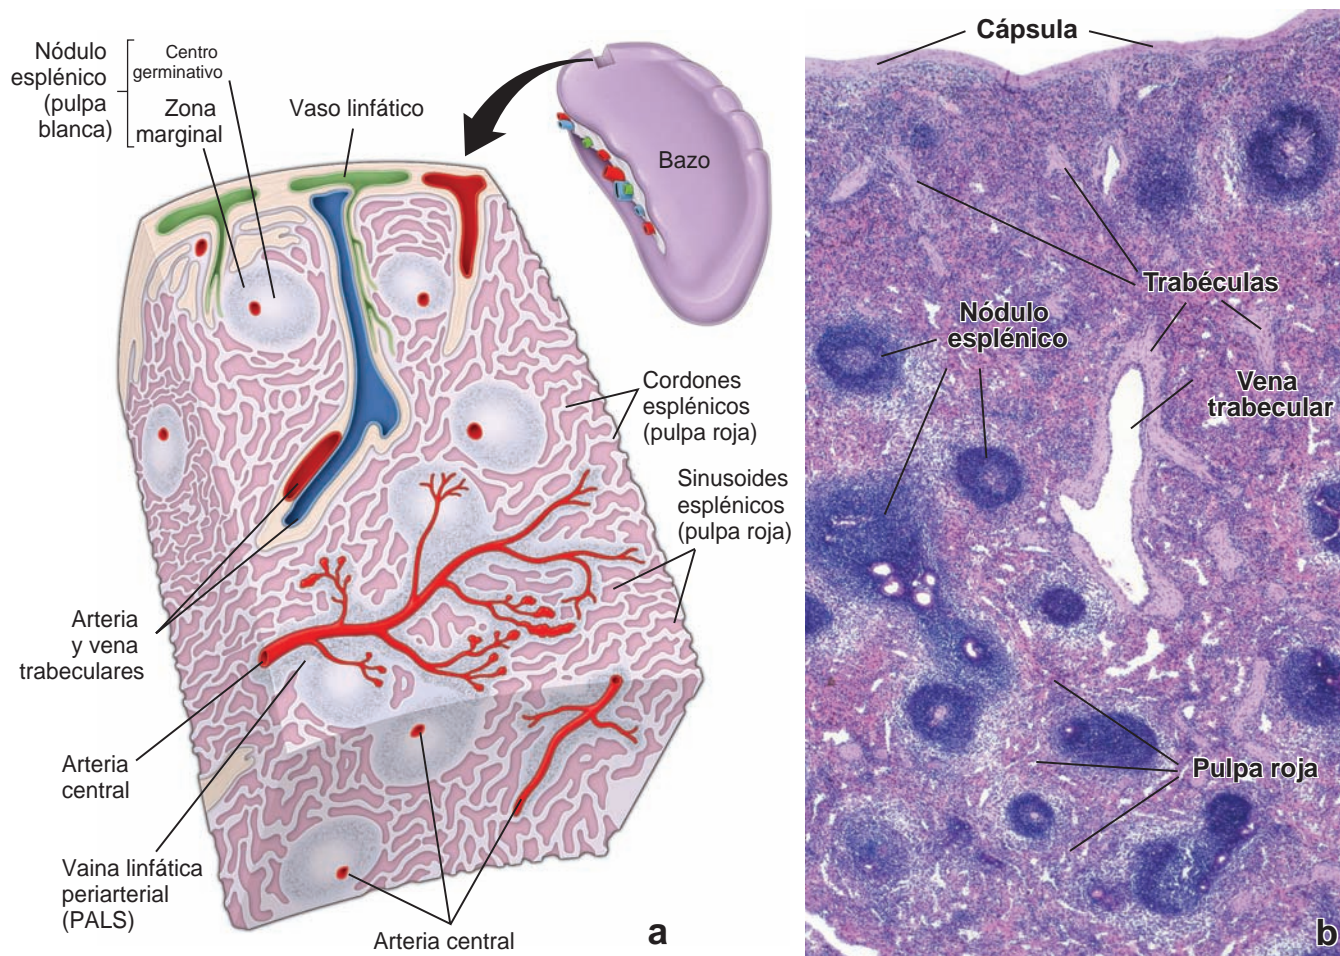 Nódulo
esplénico
(pulpa
blanca)
Centro
germinativo
Zona
marginal
Vaso linfático
Bazo
Cordones
esplénicos
(pulpa roja)
Sinusoides
esplénicos
(pulpa roja)
Arteria
y vena
trabeculares
Arteria
central
Vaina linfática
periarterial
(PALS)
Arteria central
a
Cápsula
Trabéculas
Nódulo
esplénico
Vena
trabecular
Pulpa roja
b